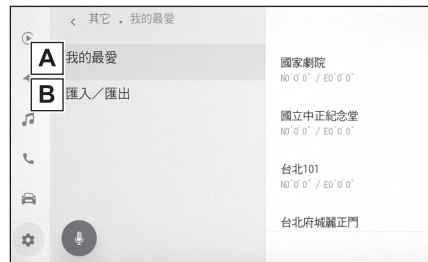 其它．我的最愛
A 我的最愛
B 匯入／匯出
國家劇院
N0°0'0" / E0°0'0"
國立中正紀念堂
N0°0'0" / E0°0'0"
台北101
N0°0'0" / E0°0'0"
台北府城麗正門